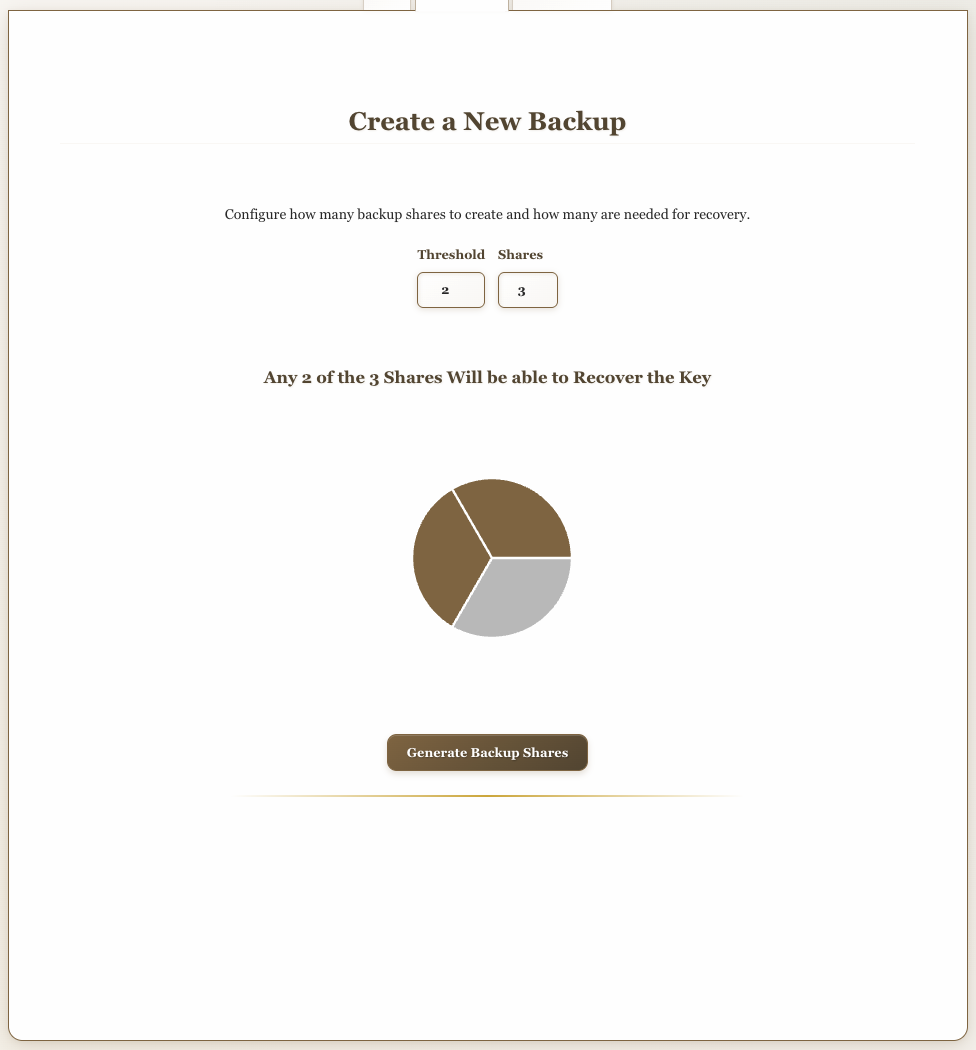 Create a New Backup
Configure how many backup shares to create and how many are needed for recovery.
Threshold Shares
2 3
Any 2 of the 3 Shares Will be able to Recover the Key
Generate Backup Shares